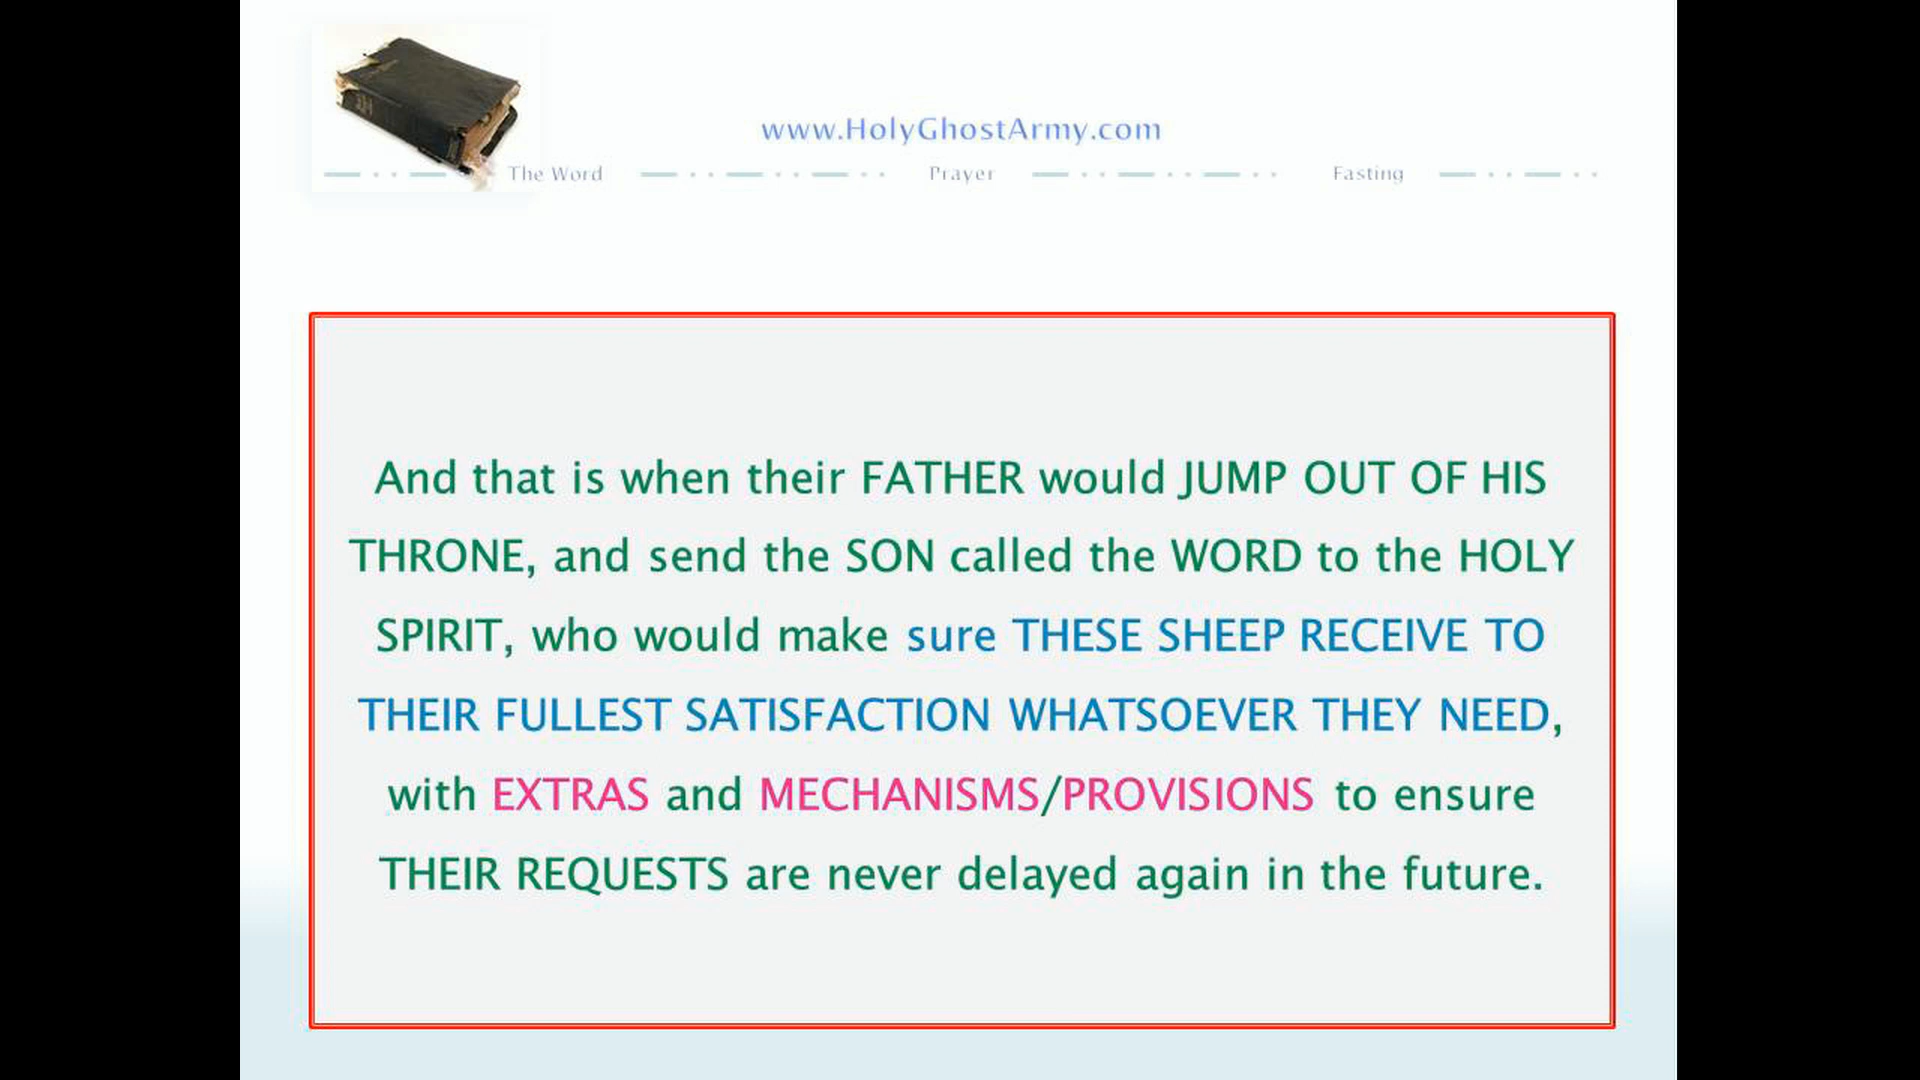 www.HolyGhostArmy.com
The Word Prayer Fasting
And that is when their FATHER would JUMP OUT OF HIS
THRONE, and send the SON called the WORD to the HOLY
SPIRIT, who would make sure THESE SHEEP RECEIVE TO
THEIR FULLEST SATISFACTION WHATSOEVER THEY NEED,
with EXTRAS and MECHANISMS/PROVISIONS to ensure
THEIR REQUESTS are never delayed again in the future.